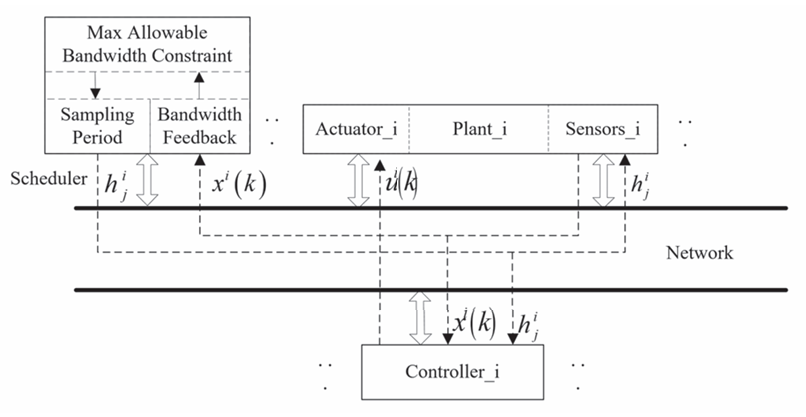 Max Allowable
Bandwidth Constraint
Sampling
Period
Bandwidth
Feedback
Actuator_i
Plant_i
Sensors_i
Scheduler
h_j^i
x^i(k)
u^i(k)
h_j^i
Network
x^i(k)
h_j^i
Controller_i